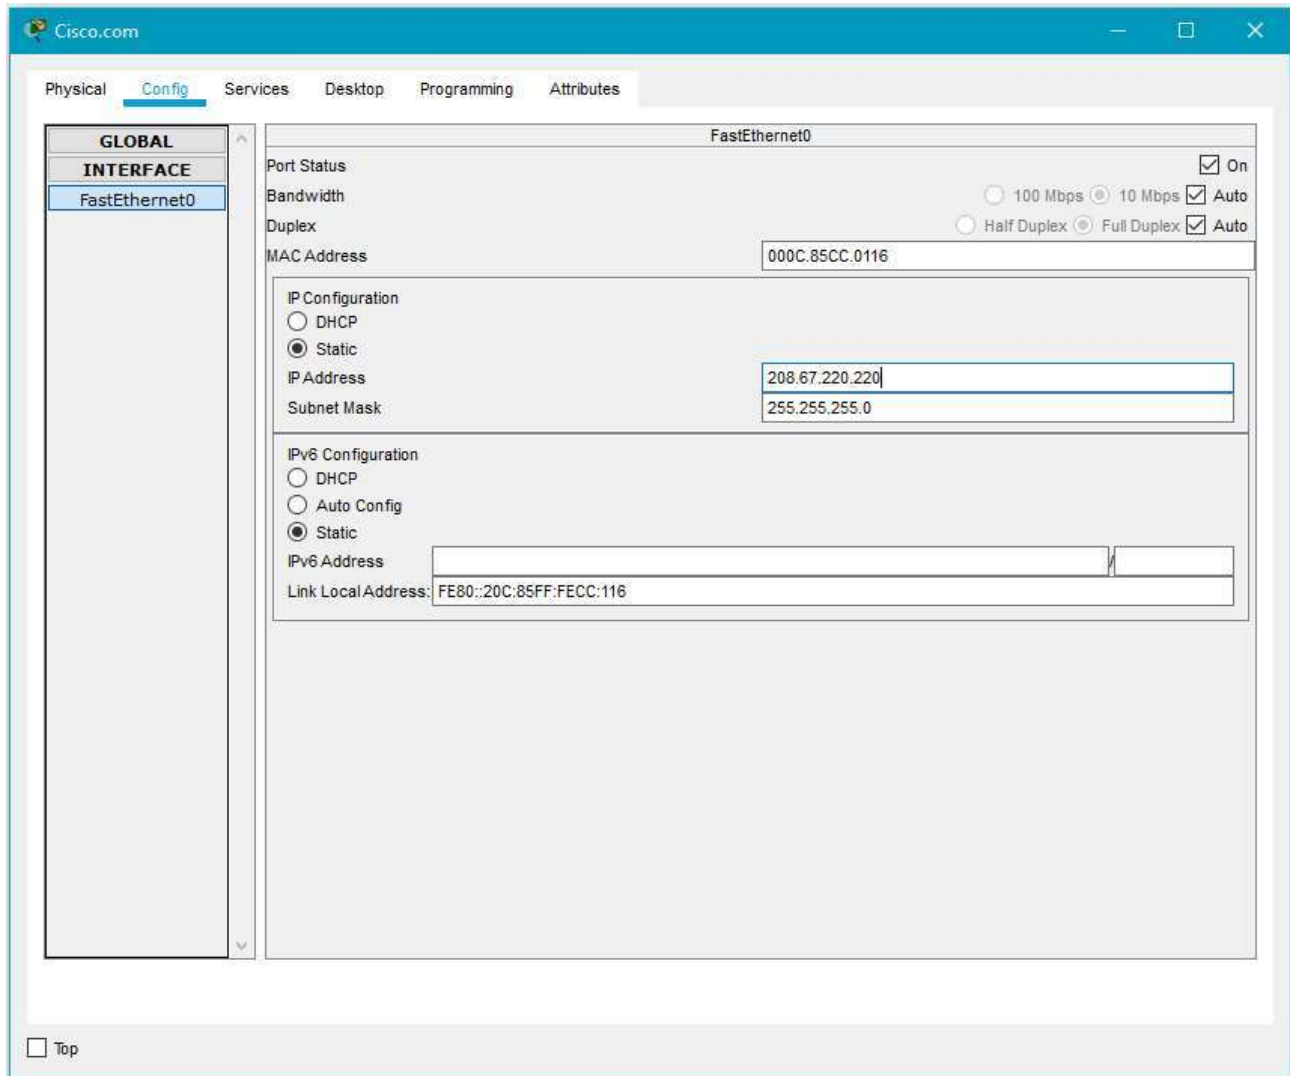 Cisco.com
Physical Config Services Desktop Programming Attributes
GLOBAL
INTERFACE
FastEthernet0
FastEthernet0
Port Status On
Bandwidth 100 Mbps 10 Mbps Auto
Duplex Half Duplex Full Duplex Auto
MAC Address 000C.85CC.0116
IP Configuration
DHCP
Static
IP Address 208.67.220.220
Subnet Mask 255.255.255.0
IPv6 Configuration
DHCP
Auto Config
Static
IPv6 Address /
Link Local Address: FE80::20C:85FF:FECC:116
Top